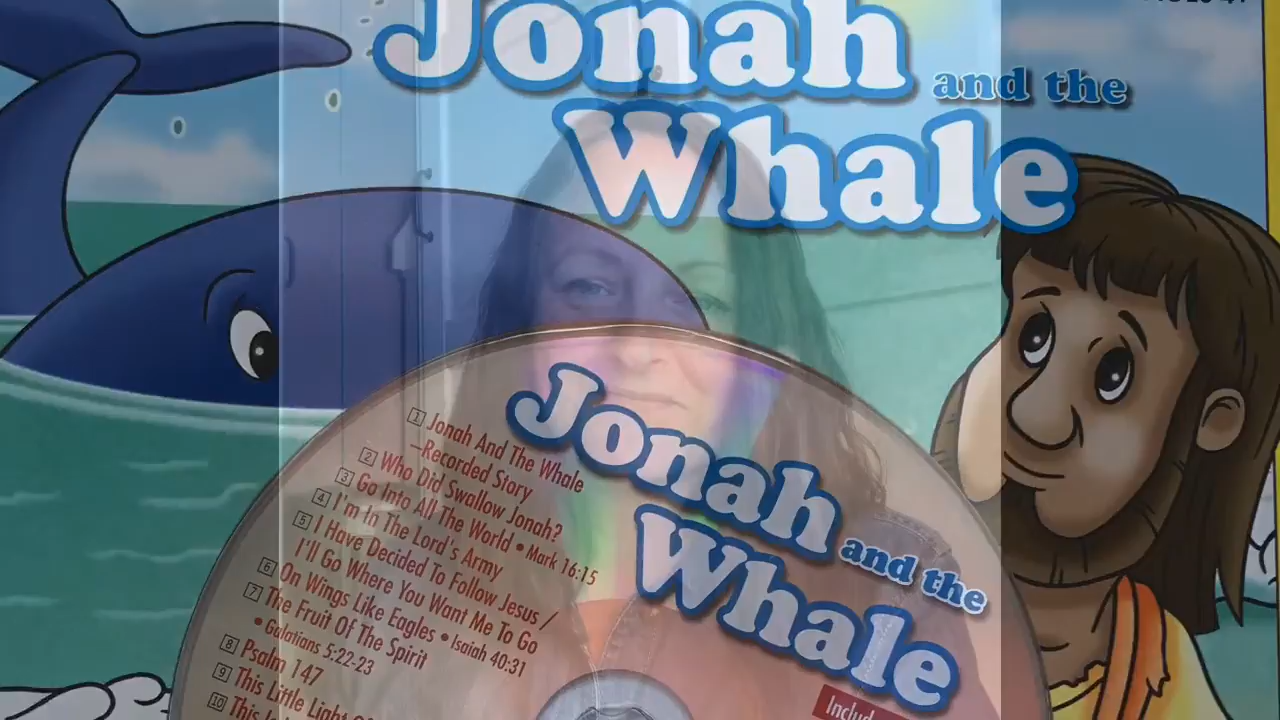 Jonah
and the
Whale
Jonah
and the
Whale
1 Jonah And The Whale
—Recorded Story
2 Who Did Swallow Jonah?
3 Go Into All The World • Mark 16:15
4 I'm In The Lord's Army
5 I Have Decided To Follow Jesus /
I'll Go Where You Want Me To Go
6 On Wings Like Eagles • Isaiah 40:31
7 The Fruit Of The Spirit
• Galatians 5:22-23
8 Psalm 147
9 This Little Light
10